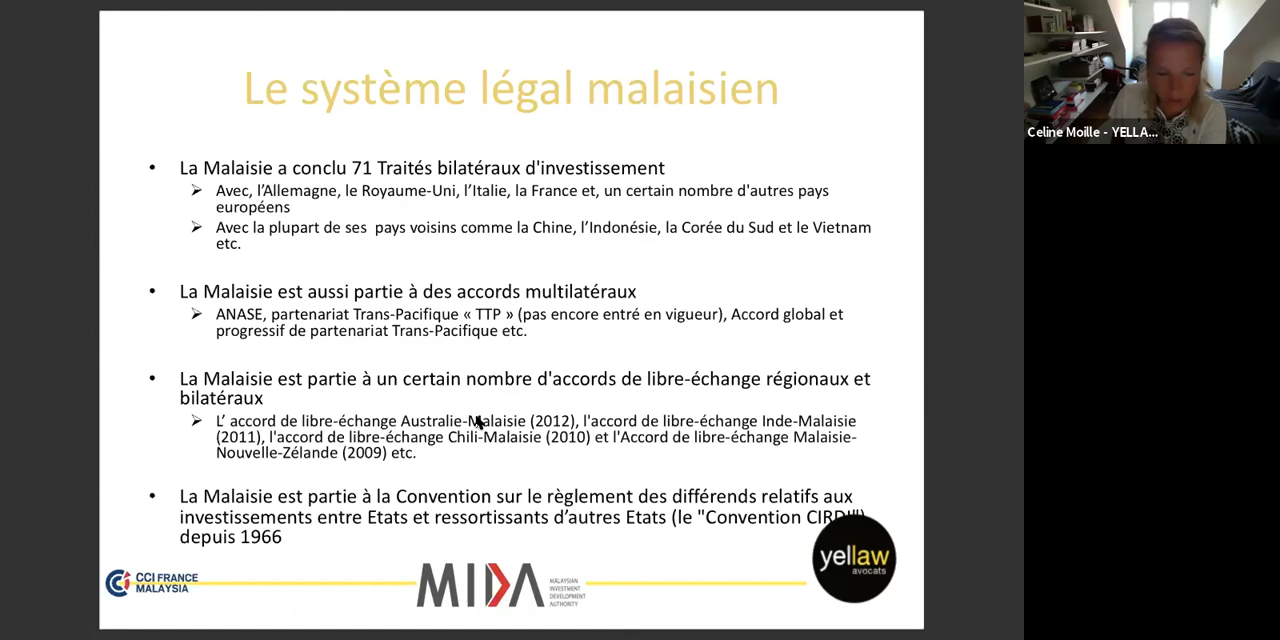 Le système légal malaisien
• La Malaisie a conclu 71 Traités bilatéraux d'investissement
➢ Avec, l’Allemagne, le Royaume-Uni, l’Italie, la France et, un certain nombre d'autres pays
européens
➢ Avec la plupart de ses pays voisins comme la Chine, l’Indonésie, la Corée du Sud et le Vietnam
etc.
• La Malaisie est aussi partie à des accords multilatéraux
➢ ANASE, partenariat Trans-Pacifique « TTP » (pas encore entré en vigueur), Accord global et
progressif de partenariat Trans-Pacifique etc.
• La Malaisie est partie à un certain nombre d'accords de libre-échange régionaux et
bilatéraux
➢ L’ accord de libre-échange Australie-Malaisie (2012), l'accord de libre-échange Inde-Malaisie
(2011), l'accord de libre-échange Chili-Malaisie (2010) et l'Accord de libre-échange Malaisie-
Nouvelle-Zélande (2009) etc.
• La Malaisie est partie à la Convention sur le règlement des différends relatifs aux
investissements entre Etats et ressortissants d’autres Etats (le "Convention CIRDI")
depuis 1966
CCI FRANCE
MALAYSIA
MIDA
MALAYSIAN
INVESTMENT
DEVELOPMENT
AUTHORITY
yellaw
avocats
Celine Moille - YELLA...